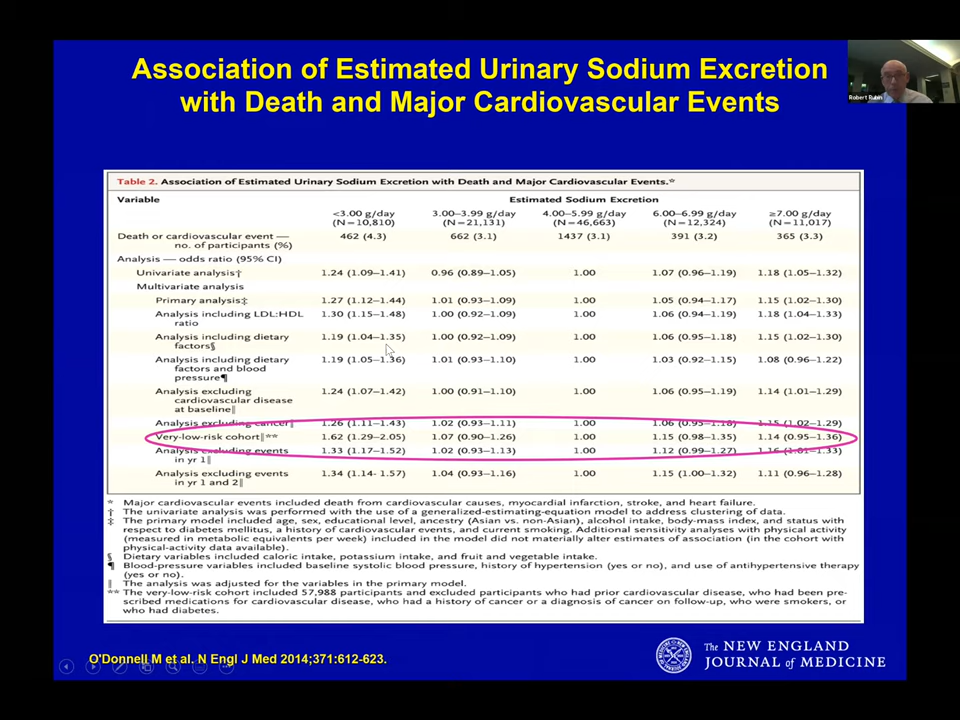 Association of Estimated Urinary Sodium Excretion
with Death and Major Cardiovascular Events
Robert Rubin
Table 2. Association of Estimated Urinary Sodium Excretion with Death and Major Cardiovascular Events.*
Variable Estimated Sodium Excretion
<3.00 g/day 3.00–3.99 g/day 4.00–5.99 g/day 6.00–6.99 g/day ≥7.00 g/day
(N=10,810) (N=21,131) (N=46,663) (N=12,324) (N=11,017)
Death or cardiovascular event — 462 (4.3) 662 (3.1) 1437 (3.1) 391 (3.2) 365 (3.3)
no. of participants (%)
Analysis — odds ratio (95% CI)
Univariate analysis† 1.24 (1.09–1.41) 0.96 (0.89–1.05) 1.00 1.07 (0.96–1.19) 1.18 (1.05–1.32)
Multivariate analysis
Primary analysis‡ 1.27 (1.12–1.44) 1.01 (0.93–1.09) 1.00 1.05 (0.94–1.17) 1.15 (1.02–1.30)
Analysis including LDL:HDL 1.30 (1.15–1.48) 1.00 (0.92–1.09) 1.00 1.06 (0.94–1.19) 1.18 (1.04–1.33)
ratio
Analysis including dietary 1.19 (1.04–1.35) 1.00 (0.92–1.09) 1.00 1.06 (0.95–1.18) 1.15 (1.02–1.30)
factors§
Analysis including dietary 1.19 (1.05–1.36) 1.01 (0.93–1.10) 1.00 1.03 (0.92–1.15) 1.08 (0.96–1.22)
factors and blood
pressure¶
Analysis excluding 1.24 (1.07–1.42) 1.00 (0.91–1.10) 1.00 1.06 (0.95–1.19) 1.14 (1.01–1.29)
cardiovascular disease
at baseline‖
Analysis excluding cancer‖ 1.26 (1.11–1.43) 1.02 (0.93–1.11) 1.00 1.06 (0.95–1.18) 1.15 (1.02–1.29)
Very-low-risk cohort‖** 1.62 (1.29–2.05) 1.07 (0.90–1.26) 1.00 1.15 (0.98–1.35) 1.14 (0.95–1.36)
Analysis excluding events 1.33 (1.17–1.52) 1.02 (0.93–1.13) 1.00 1.12 (0.99–1.27) 1.16 (1.01–1.33)
in yr 1‖
Analysis excluding events 1.34 (1.14-1.57) 1.04 (0.93–1.16) 1.00 1.15 (1.00–1.32) 1.11 (0.96–1.28)
in yr 1 and 2‖
* Major cardiovascular events included death from cardiovascular causes, myocardial infarction, stroke, and heart failure.
† The univariate analysis was performed with the use of a generalized-estimating-equation model to address clustering of data.
‡ The primary model included age, sex, educational level, ancestry (Asian vs. non-Asian), alcohol intake, body-mass index, and status with
respect to diabetes mellitus, a history of cardiovascular events, and current smoking. Additional sensitivity analyses with physical activity
(measured in metabolic equivalents per week) included in the model did not materially alter estimates of association (in the cohort with
physical-activity data available).
§ Dietary variables included caloric intake, potassium intake, and fruit and vegetable intake.
¶ Blood-pressure variables included baseline systolic blood pressure, history of hypertension (yes or no), and use of antihypertensive therapy
(yes or no).
‖ The analysis was adjusted for the variables in the primary model.
** The very-low-risk cohort included 57,988 participants and excluded participants who had prior cardiovascular disease, who had been pre-
scribed medications for cardiovascular disease, who had a history of cancer or a diagnosis of cancer on follow-up, who were smokers, or
who had diabetes.
O'Donnell M et al. N Engl J Med 2014;371:612-623.
The NEW ENGLAND
JOURNAL of MEDICINE